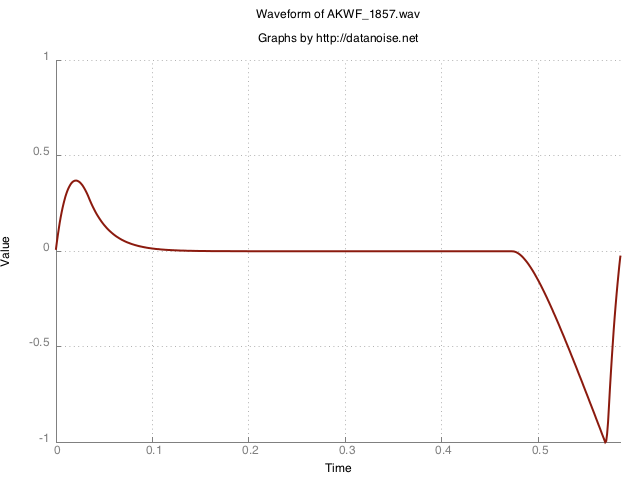 Waveform of AKWF_1857.wav
Graphs by http://datanoise.net
1
0.5
0
-0.5
-1
Value
0 0.1 0.2 0.3 0.4 0.5
Time